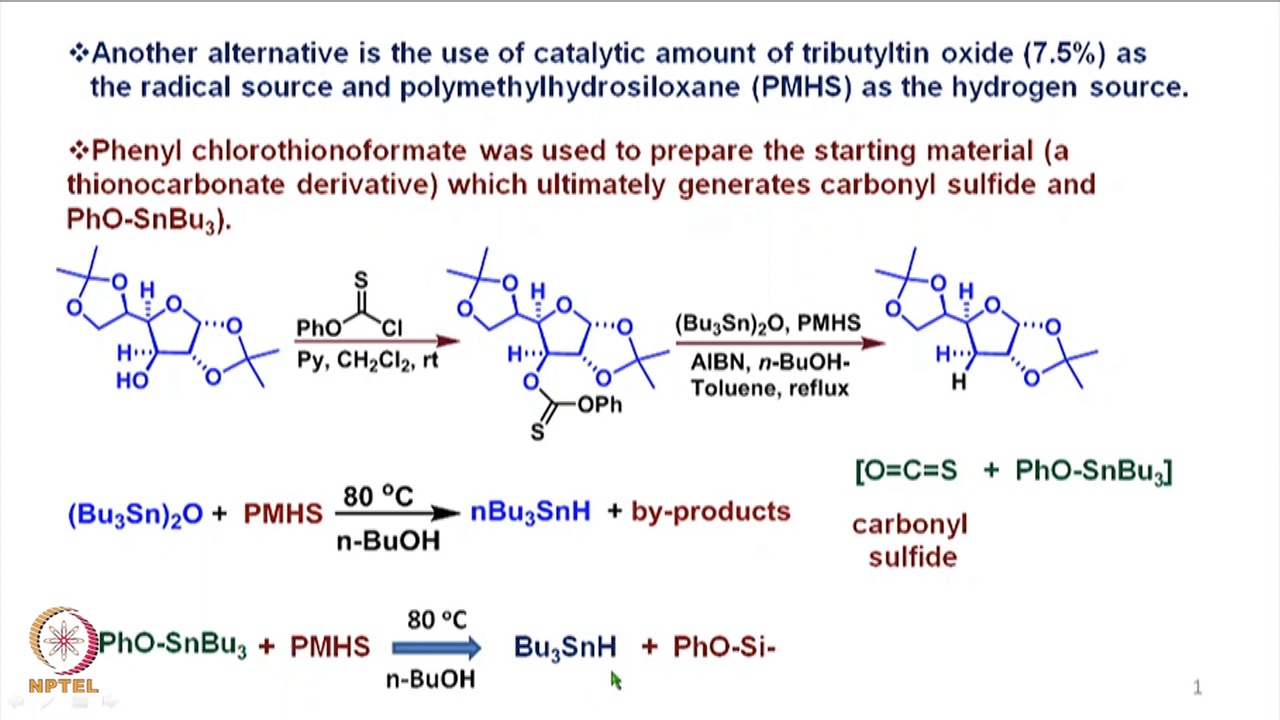 ❖Another alternative is the use of catalytic amount of tributyltin oxide (7.5%) as
the radical source and polymethylhydrosiloxane (PMHS) as the hydrogen source.
❖Phenyl chlorothionoformate was used to prepare the starting material (a
thionocarbonate derivative) which ultimately generates carbonyl sulfide and
PhO-SnBu₃).
O H O O O H HO O
S
PhO Cl
Py, CH₂Cl₂, rt
O H O O O H O O
OPh
S
(Bu₃Sn)₂O, PMHS
AIBN, n-BuOH-
Toluene, reflux
O H O O O H H O
[O=C=S + PhO-SnBu₃]
carbonyl
sulfide
(Bu₃Sn)₂O + PMHS 80 °C n-BuOH nBu₃SnH + by-products
PhO-SnBu₃ + PMHS 80 °C n-BuOH Bu₃SnH + PhO-Si-
NPTEL
1